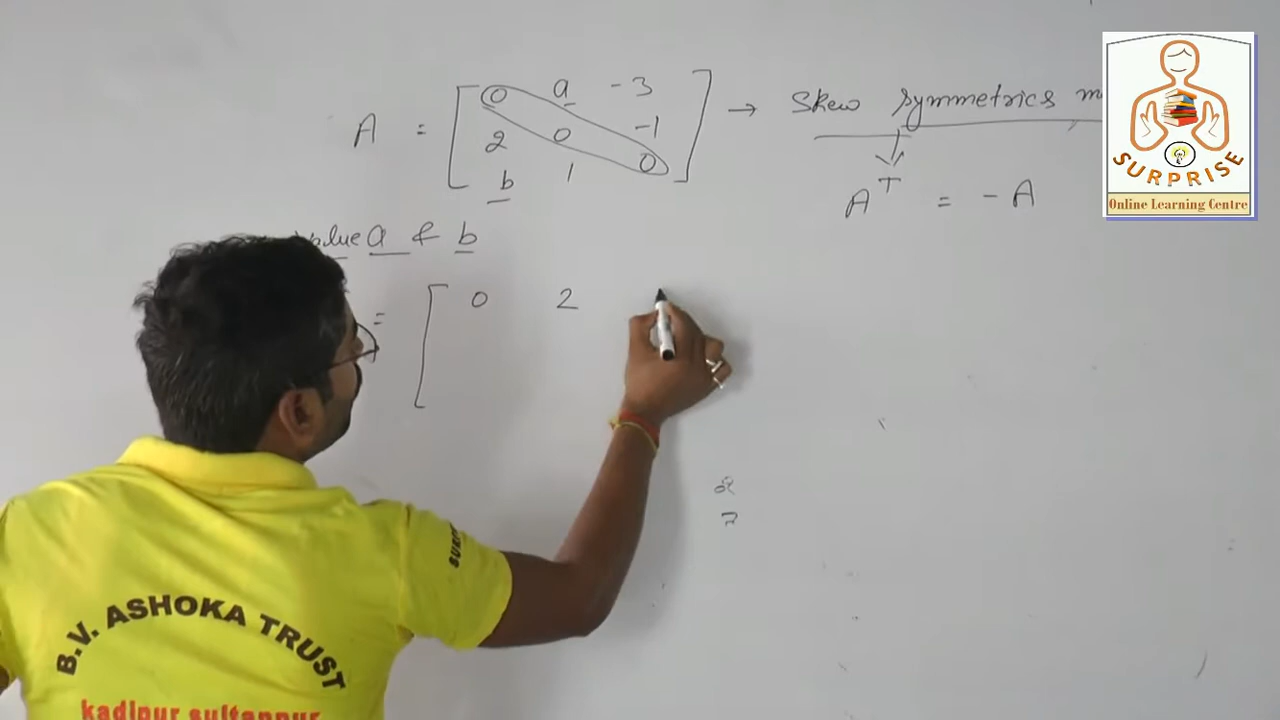 A = [ 0 a -3 ] → Skew symmetrics m
2 0 -1
b 1 0
A^T = - A
value a & b
= [ 0 2
SURPRISE
Online Learning Centre
B.V. ASHOKA TRUST
kadipur sultanpur